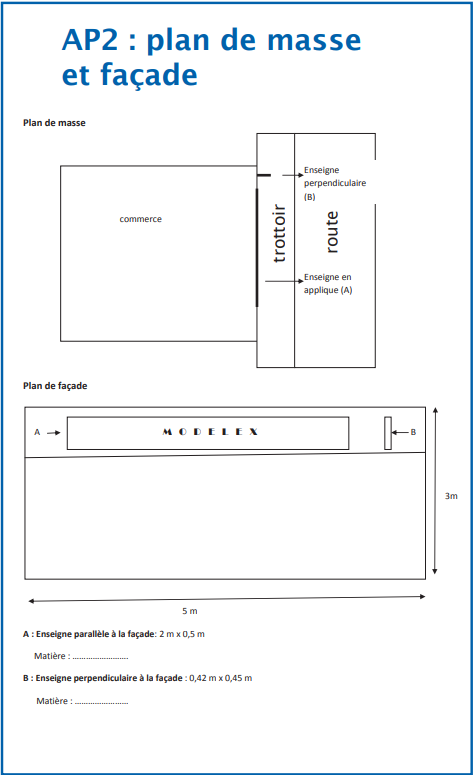 AP2 : plan de masse
et façade
Plan de masse
commerce
trottoir
route
Enseigne
perpendiculaire
(B)
Enseigne en
applique (A)
Plan de façade
A
M O D E L E X
B
3m
5 m
A : Enseigne parallèle à la façade: 2 m x 0,5 m
Matière : ........................
B : Enseigne perpendiculaire à la façade : 0,42 m x 0,45 m
Matière : .......................